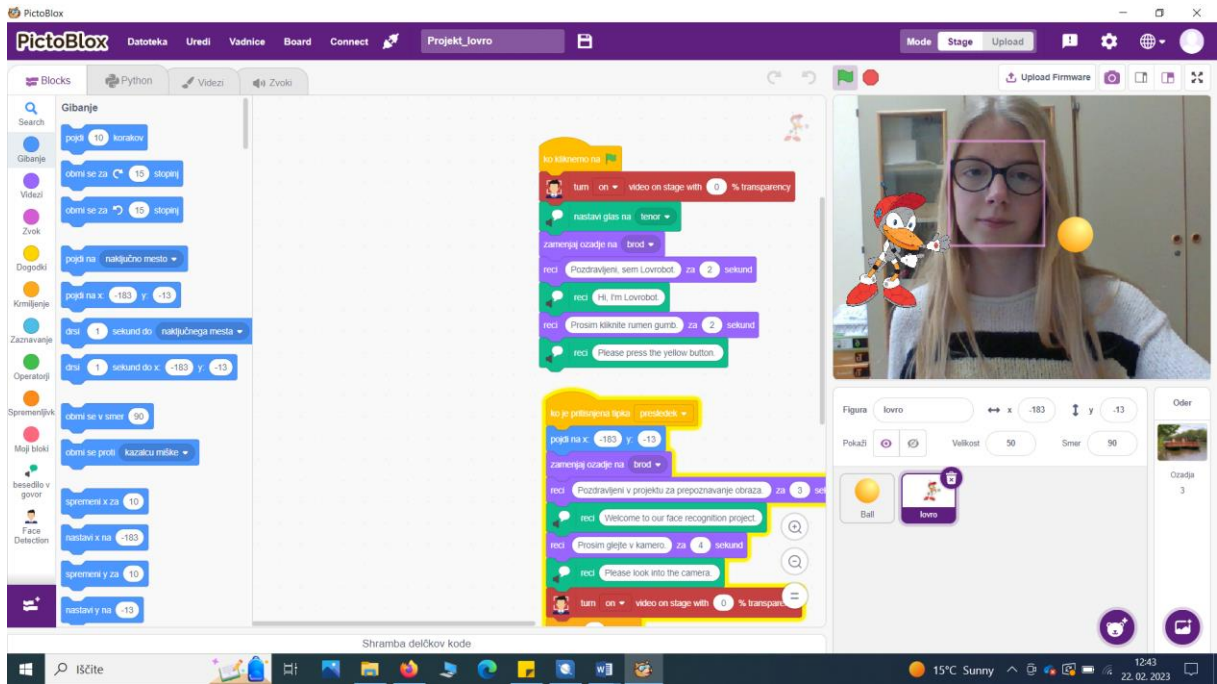 PictoBlox
PictoBlox Datoteka Uredi Vadnice Board Connect Projekt_lovro Mode Stage Upload
Blocks Python Videzi Zvoki Upload Firmware
Search
Gibanje
Videzi
Zvok
Dogodki
Krmiljenje
Zaznavanje
Operatorji
Spremenljivk
Moji bloki
besedilo v
govor
Face
Detection
Gibanje
pojdi 10 korakov
obrni se za 15 stopinj
obrni se za 15 stopinj
pojdi na naključno mesto
pojdi na x: -183 y: -13
drsi 1 sekund do naključnega mesta
drsi 1 sekund do x: -183 y: -13
obrni se v smer 90
obrni se proti kazalcu miške
spremeni x za 10
nastavi x na -183
spremeni y za 10
nastavi y na -13
ko kliknemo na
turn on video on stage with 0 % transparency
nastavi glas na tenor
zamenjaj ozadje na brod
reci Pozdravljeni, sem Lovrobot. za 2 sekund
reci Hi, I'm Lovrobot.
reci Prosim kliknite rumen gumb. za 2 sekund
reci Please press the yellow button.
ko je pritisnjena tipka presledek
pojdi na x: -183 y: -13
zamenjaj ozadje na brod
reci Pozdravljeni v projektu za prepoznavanje obraza. za 3 sel
reci Welcome to our face recognition project.
reci Prosim glejte v kamero. za 4 sekund
reci Please look into the camera.
turn on video on stage with 0 % transpare
Figura lovro x -183 y -13
Pokaži Velikost 50 Smer 90
Ball lovro
Oder
Ozadja
3
Shramba delčkov kode
Iščite 15°C Sunny 12:43
22. 02. 2023